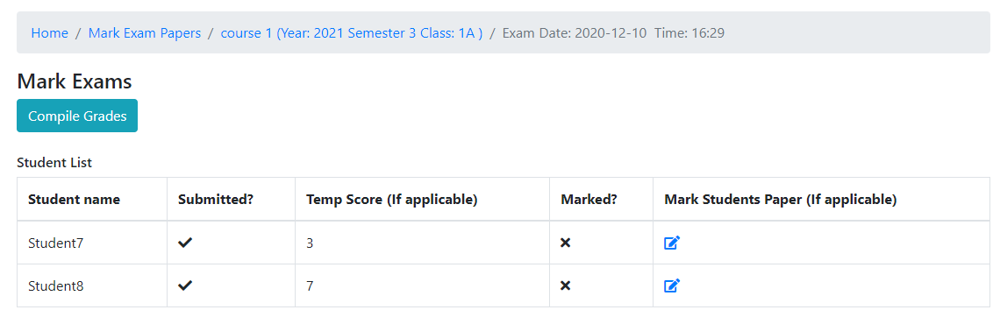 Home / Mark Exam Papers / course 1 (Year: 2021 Semester 3 Class: 1A ) / Exam Date: 2020-12-10 Time: 16:29
Mark Exams
Compile Grades
Student List
Student name Submitted? Temp Score (If applicable) Marked? Mark Students Paper (If applicable)
Student7 3
Student8 7